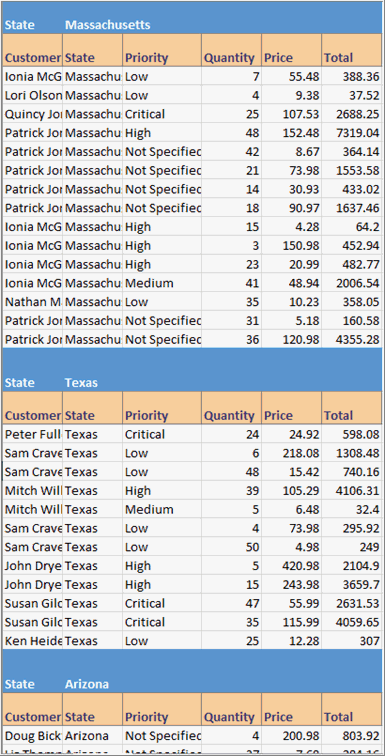 State Massachusetts
Customer State Priority Quantity Price Total
Ionia McG Massachu Low 7 55.48 388.36
Lori Olson Massachu Low 4 9.38 37.52
Quincy Jo Massachu Critical 25 107.53 2688.25
Patrick Jor Massachu High 48 152.48 7319.04
Patrick Jor Massachu Not Specified 42 8.67 364.14
Patrick Jor Massachu Not Specified 21 73.98 1553.58
Patrick Jor Massachu Not Specified 14 30.93 433.02
Patrick Jor Massachu Not Specified 18 90.97 1637.46
Ionia McG Massachu High 15 4.28 64.2
Ionia McG Massachu High 3 150.98 452.94
Ionia McG Massachu High 23 20.99 482.77
Ionia McG Massachu Medium 41 48.94 2006.54
Nathan M Massachu Low 35 10.23 358.05
Patrick Jor Massachu Not Specified 31 5.18 160.58
Patrick Jor Massachu Not Specified 36 120.98 4355.28
State Texas
Customer State Priority Quantity Price Total
Peter Full Texas Critical 24 24.92 598.08
Sam Crave Texas Low 6 218.08 1308.48
Sam Crave Texas Low 48 15.42 740.16
Mitch Will Texas High 39 105.29 4106.31
Mitch Will Texas Medium 5 6.48 32.4
Sam Crave Texas Low 4 73.98 295.92
Sam Crave Texas Low 50 4.98 249
John Drye Texas High 5 420.98 2104.9
John Drye Texas High 15 243.98 3659.7
Susan Gilc Texas Critical 47 55.99 2631.53
Susan Gilc Texas Critical 35 115.99 4059.65
Ken Heide Texas Low 25 12.28 307
State Arizona
Customer State Priority Quantity Price Total
Doug Bick Arizona Not Specified 4 200.98 803.92
Arizona Not Specified